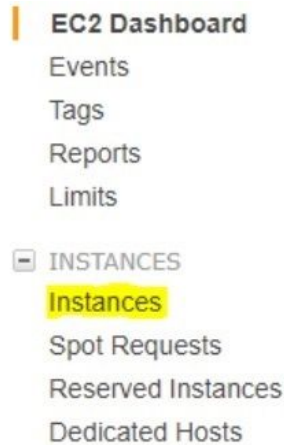 EC2 Dashboard
Events
Tags
Reports
Limits
INSTANCES
Instances
Spot Requests
Reserved Instances
Dedicated Hosts